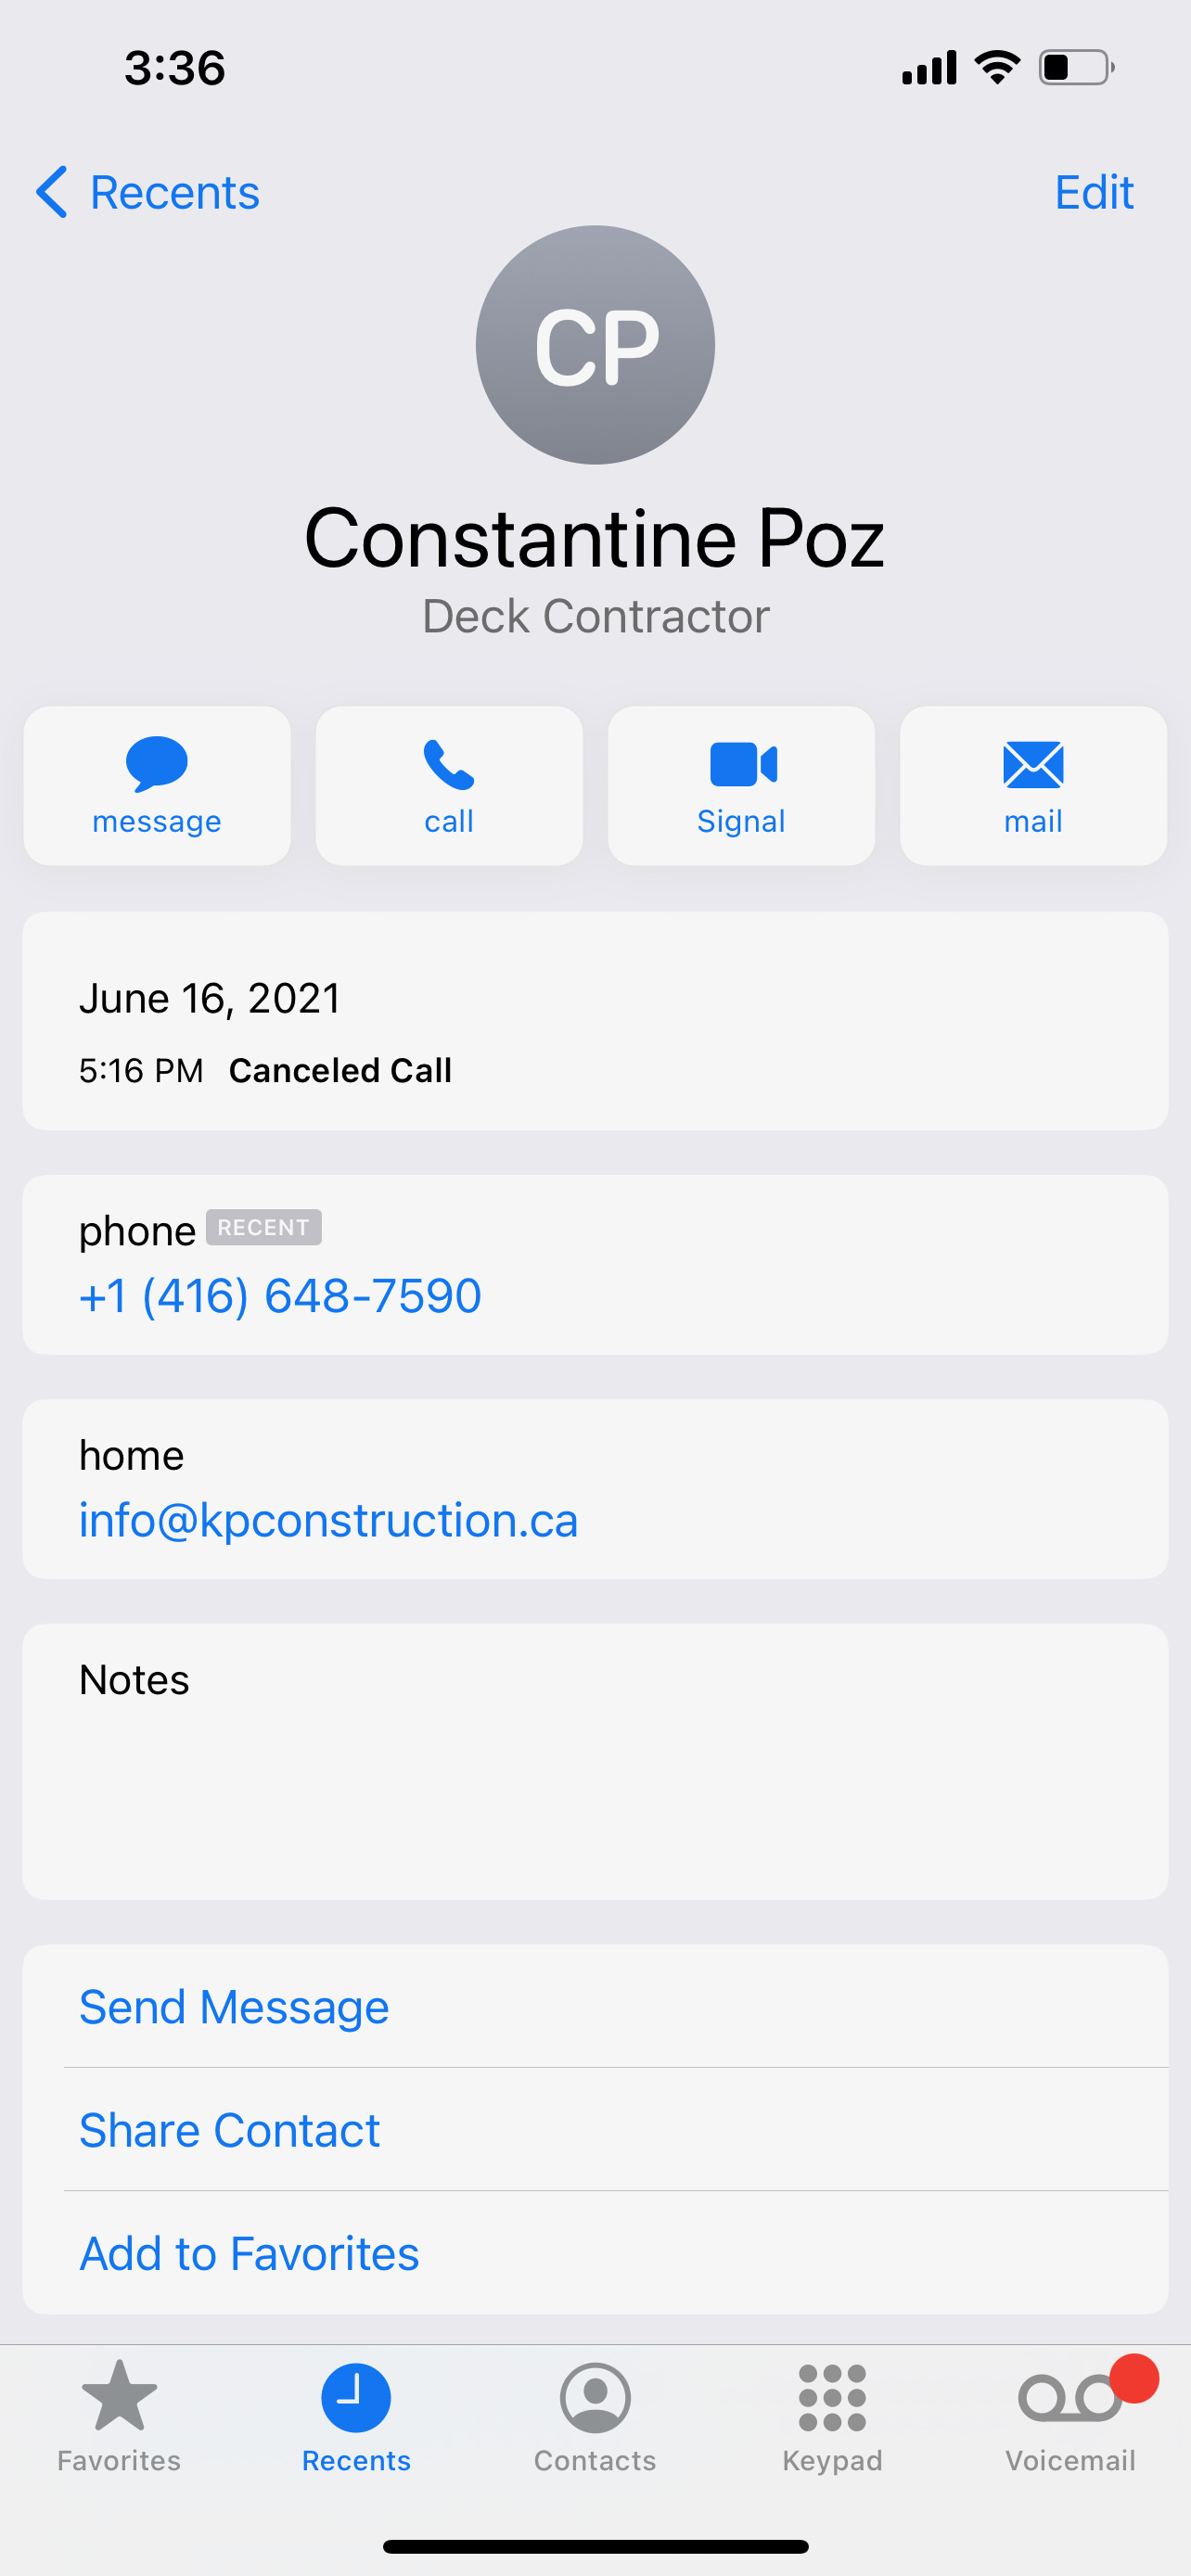 3:36
Recents
Edit
CP
Constantine Poz
Deck Contractor
message
call
Signal
mail
June 16, 2021
5:16 PM Canceled Call
phone RECENT
+1 (416) 648-7590
home
info@kpconstruction.ca
Notes
Send Message
Share Contact
Add to Favorites
Favorites
Recents
Contacts
Keypad
Voicemail